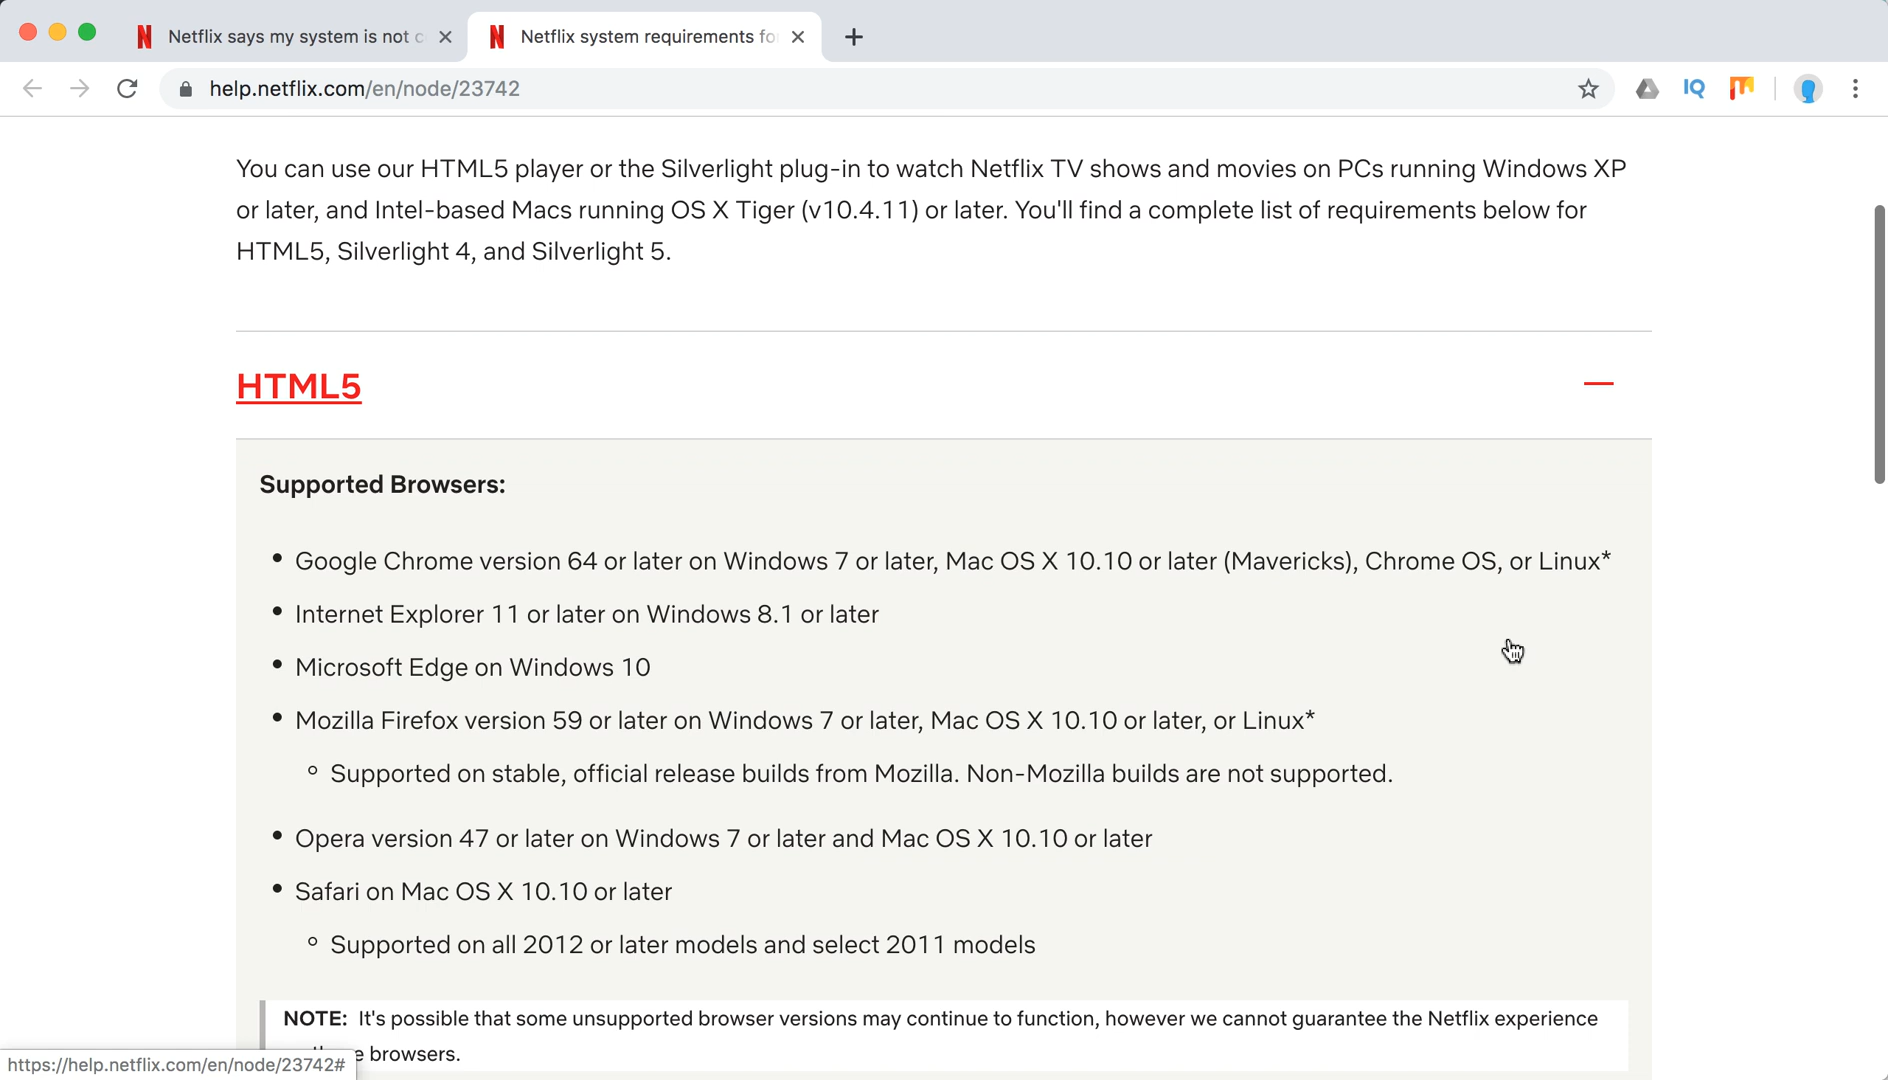 Netflix says my system is not c
Netflix system requirements fo
help.netflix.com/en/node/23742
IQ
You can use our HTML5 player or the Silverlight plug-in to watch Netflix TV shows and movies on PCs running Windows XP
or later, and Intel-based Macs running OS X Tiger (v10.4.11) or later. You'll find a complete list of requirements below for
HTML5, Silverlight 4, and Silverlight 5.
HTML5
Supported Browsers:
• Google Chrome version 64 or later on Windows 7 or later, Mac OS X 10.10 or later (Mavericks), Chrome OS, or Linux*
• Internet Explorer 11 or later on Windows 8.1 or later
• Microsoft Edge on Windows 10
• Mozilla Firefox version 59 or later on Windows 7 or later, Mac OS X 10.10 or later, or Linux*
◦ Supported on stable, official release builds from Mozilla. Non-Mozilla builds are not supported.
• Opera version 47 or later on Windows 7 or later and Mac OS X 10.10 or later
• Safari on Mac OS X 10.10 or later
◦ Supported on all 2012 or later models and select 2011 models
NOTE: It's possible that some unsupported browser versions may continue to function, however we cannot guarantee the Netflix experience
browsers.
https://help.netflix.com/en/node/23742#